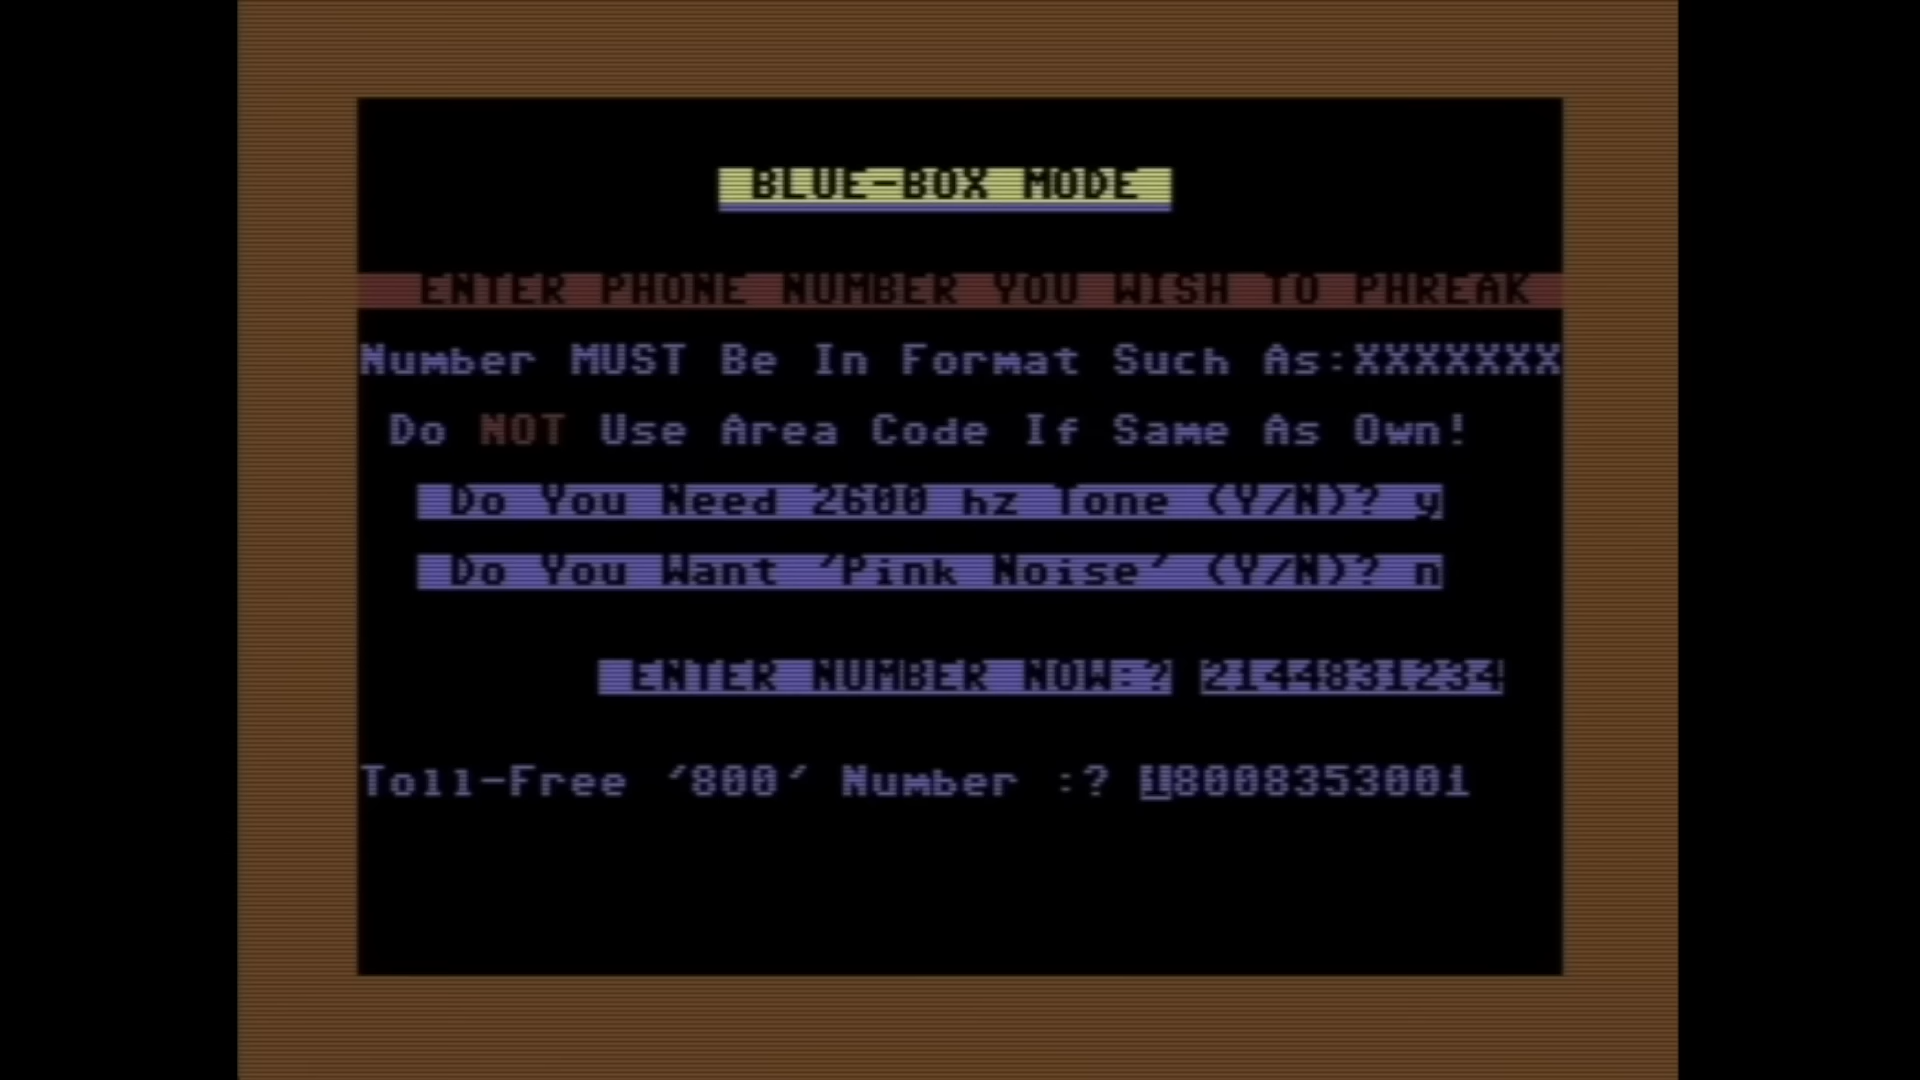 BLUE-BOX MODE
ENTER PHONE NUMBER YOU WISH TO PHREAK
Number MUST Be In Format Such As:XXXXXXX
Do NOT Use Area Code If Same As Own!
Do You Need 2600 hz Tone (Y/N)? y
Do You Want 'Pink Noise' (Y/N)? n
ENTER NUMBER NOW:? 2144831234
Toll-Free '800' Number :? 18008353001